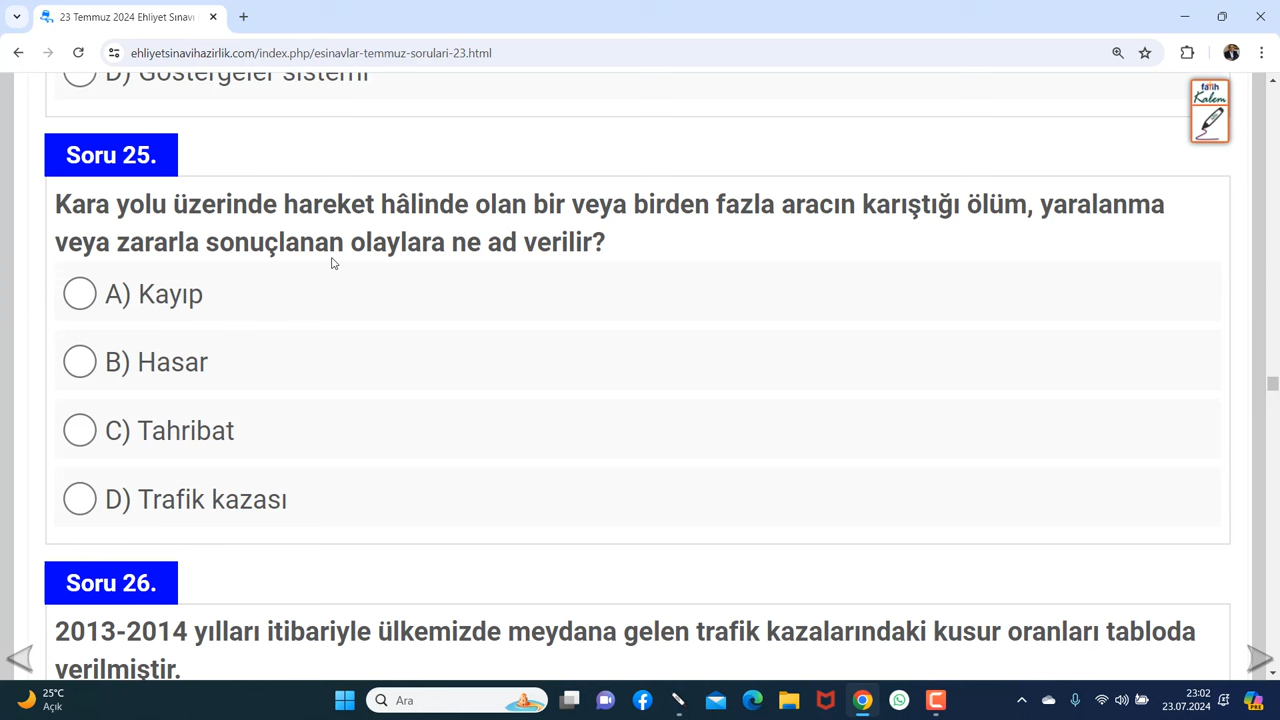 23 Temmuz 2024 Ehliyet Sınavı
ehliyetsinavihazirlik.com/index.php/esinavlar-temmuz-sorulari-23.html
D) Göstergeler sistemi
fatih
Kalem
Soru 25.
Kara yolu üzerinde hareket hâlinde olan bir veya birden fazla aracın karıştığı ölüm, yaralanma
veya zararla sonuçlanan olaylara ne ad verilir?
A) Kayıp
B) Hasar
C) Tahribat
D) Trafik kazası
Soru 26.
2013-2014 yılları itibariyle ülkemizde meydana gelen trafik kazalarındaki kusur oranları tabloda
verilmiştir.
25°C
Açık
Ara
23:02
23.07.2024
PRE